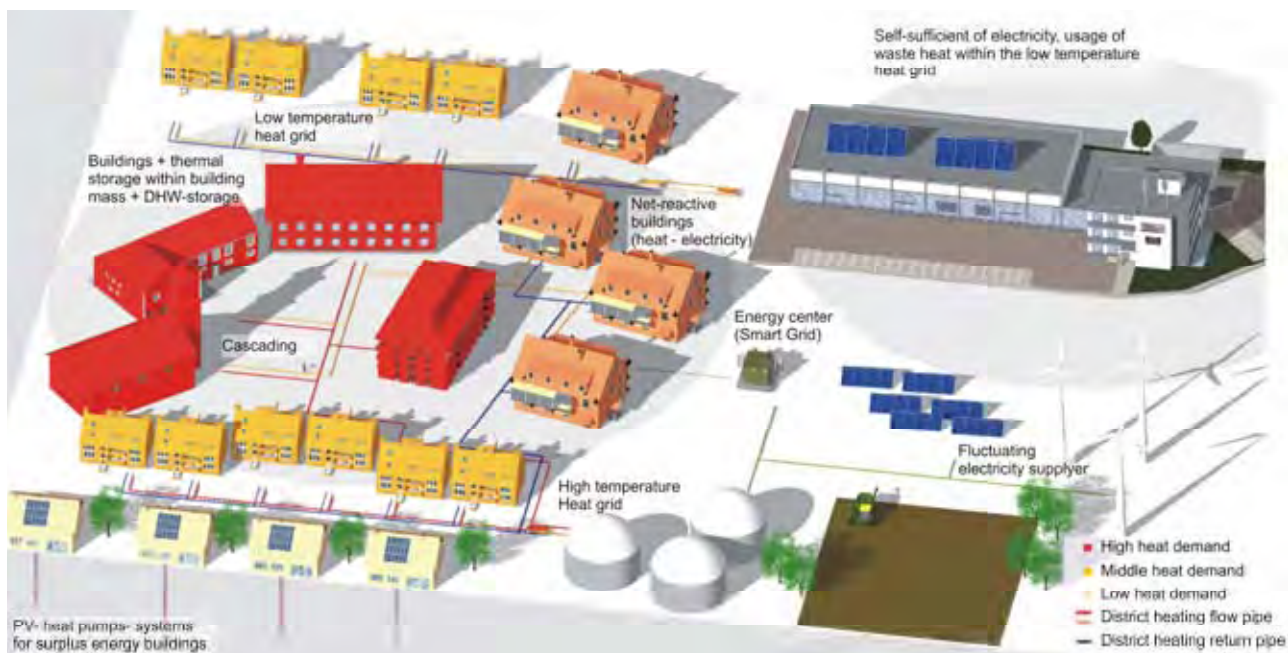 Self-sufficient of electricity, usage of
waste heat within the low temperature
heat grid
Low temperature
heat grid
Buildings + thermal
storage within building
mass + DHW-storage
Net-reactive
buildings
(heat - electricity)
Energy center
(Smart Grid)
Cascading
Fluctuating
electricity supplyer
High temperature
Heat grid
High heat demand
Middle heat demand
Low heat demand
District heating flow pipe
District heating return pipe
PV- heat pumps- systems
for surplus energy buildings